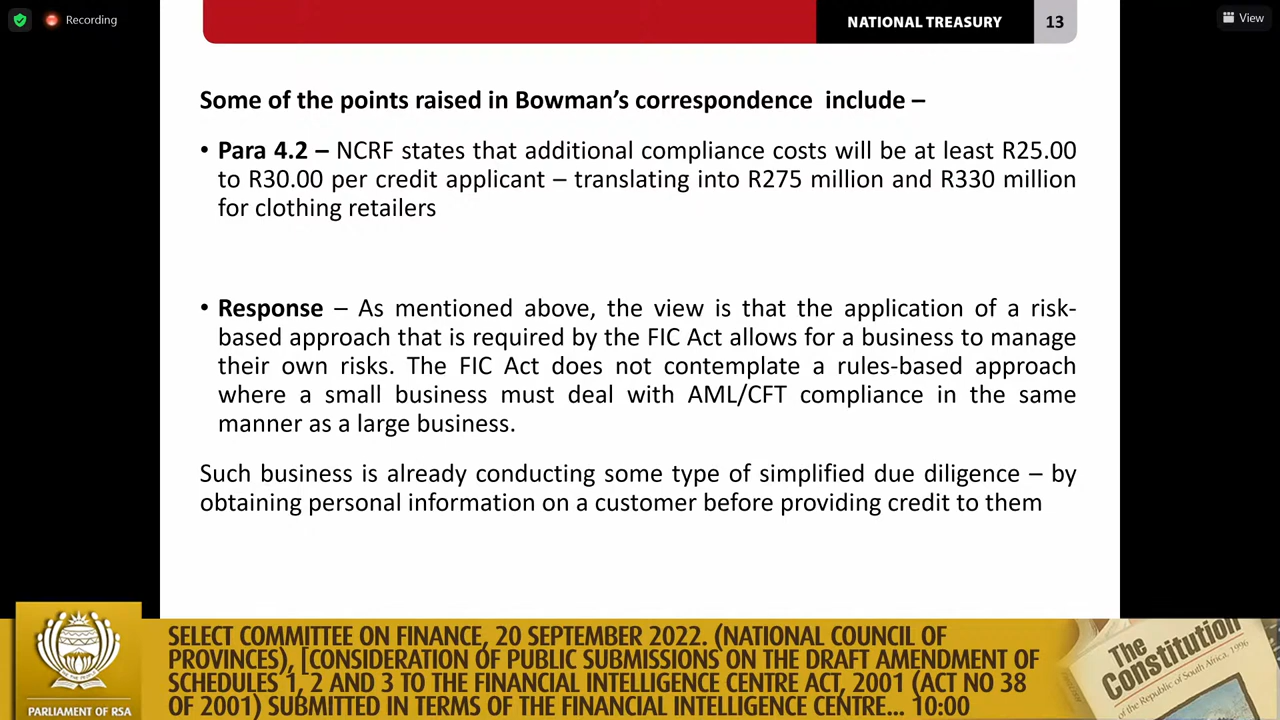 Recording
View
NATIONAL TREASURY 13
Some of the points raised in Bowman's correspondence include –
• Para 4.2 – NCRF states that additional compliance costs will be at least R25.00
to R30.00 per credit applicant – translating into R275 million and R330 million
for clothing retailers
• Response – As mentioned above, the view is that the application of a risk-
based approach that is required by the FIC Act allows for a business to manage
their own risks. The FIC Act does not contemplate a rules-based approach
where a small business must deal with AML/CFT compliance in the same
manner as a large business.
Such business is already conducting some type of simplified due diligence – by
obtaining personal information on a customer before providing credit to them
PARLIAMENT OF RSA
SELECT COMMITTEE ON FINANCE, 20 SEPTEMBER 2022. (NATIONAL COUNCIL OF
PROVINCES), [CONSIDERATION OF PUBLIC SUBMISSIONS ON THE DRAFT AMENDMENT OF
SCHEDULES 1, 2 AND 3 TO THE FINANCIAL INTELLIGENCE CENTRE ACT, 2001 (ACT NO 38
OF 2001) SUBMITTED IN TERMS OF THE FINANCIAL INTELLIGENCE CENTRE... 10:00
The
Constitution
of the Republic of South Africa, 1996